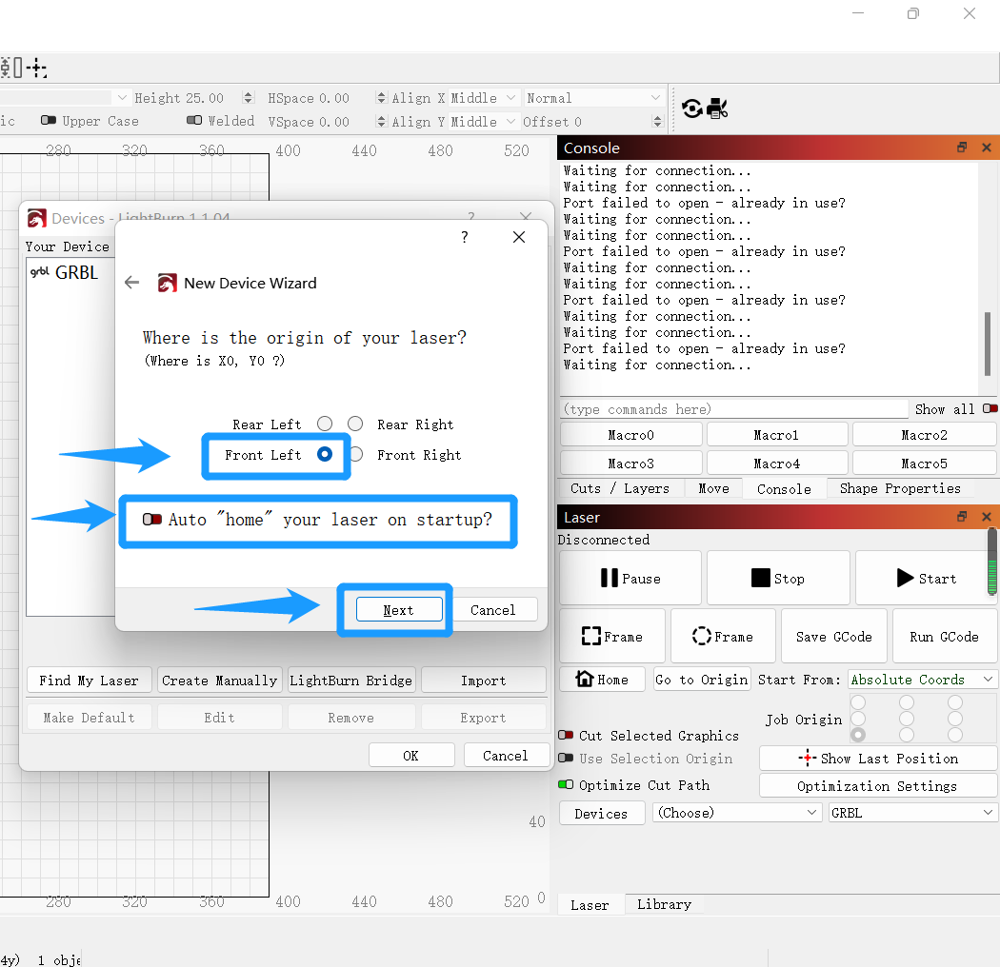 Height 25.00 HSpace 0.00 Align X Middle Normal
ic Upper Case Welded VSpace 0.00 Align Y Middle Offset 0
280 320 360 400 440 480 520
Console
Waiting for connection...
Waiting for connection...
Port failed to open - already in use?
Waiting for connection...
Waiting for connection...
Port failed to open - already in use?
Waiting for connection...
Waiting for connection...
Port failed to open - already in use?
Waiting for connection...
Waiting for connection...
Port failed to open - already in use?
Waiting for connection...
(type commands here) Show all
Macro0 Macro1 Macro2
Macro3 Macro4 Macro5
Cuts / Layers Move Console Shape Properties
Devices - LightBurn 1.1.04 ?
Your Device
grbl GRBL
?
New Device Wizard
Where is the origin of your laser?
(Where is X0, Y0 ?)
Rear Left Rear Right
Front Left Front Right
Auto "home" your laser on startup?
Next Cancel
Find My Laser Create Manually LightBurn Bridge Import
Make Default Edit Remove Export
OK Cancel
Laser
Disconnected
Pause Stop Start
Frame Frame Save GCode Run GCode
Home Go to Origin Start From: Absolute Coords
Job Origin
Cut Selected Graphics
Use Selection Origin Show Last Position
Optimize Cut Path Optimization Settings
Devices (Choose) GRBL
40
280 320 360 400 440 480 520 0
Laser Library
4y) 1 obje